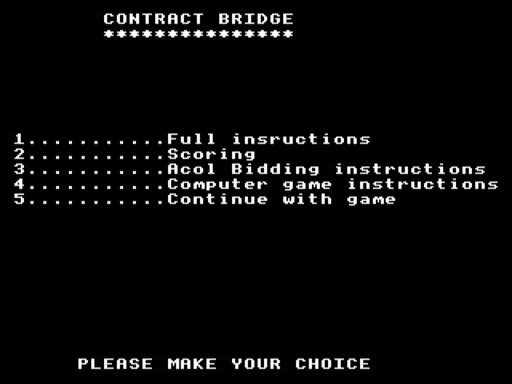 CONTRACT BRIDGE
***************
1...........Full insructions
2...........Scoring
3...........Acol Bidding instructions
4...........Computer game instructions
5...........Continue with game
PLEASE MAKE YOUR CHOICE